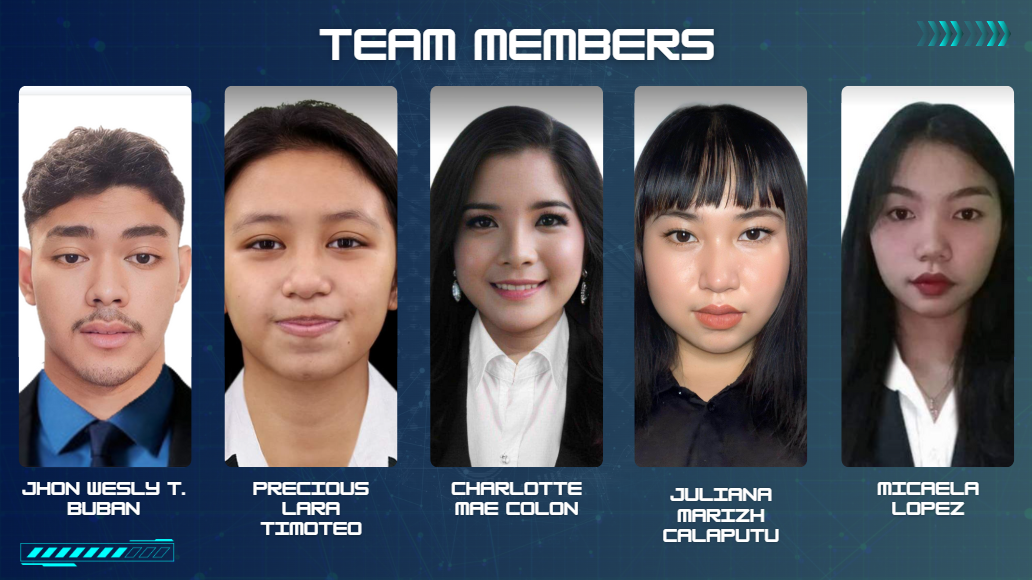 TEAM MEMBERS
JHON WESLY T.
BUBAN
PRECIOUS
LARA
TIMOTEO
CHARLOTTE
MAE COLON
JULIANA
MARIZH
CALAPUTU
MICAELA
LOPEZ